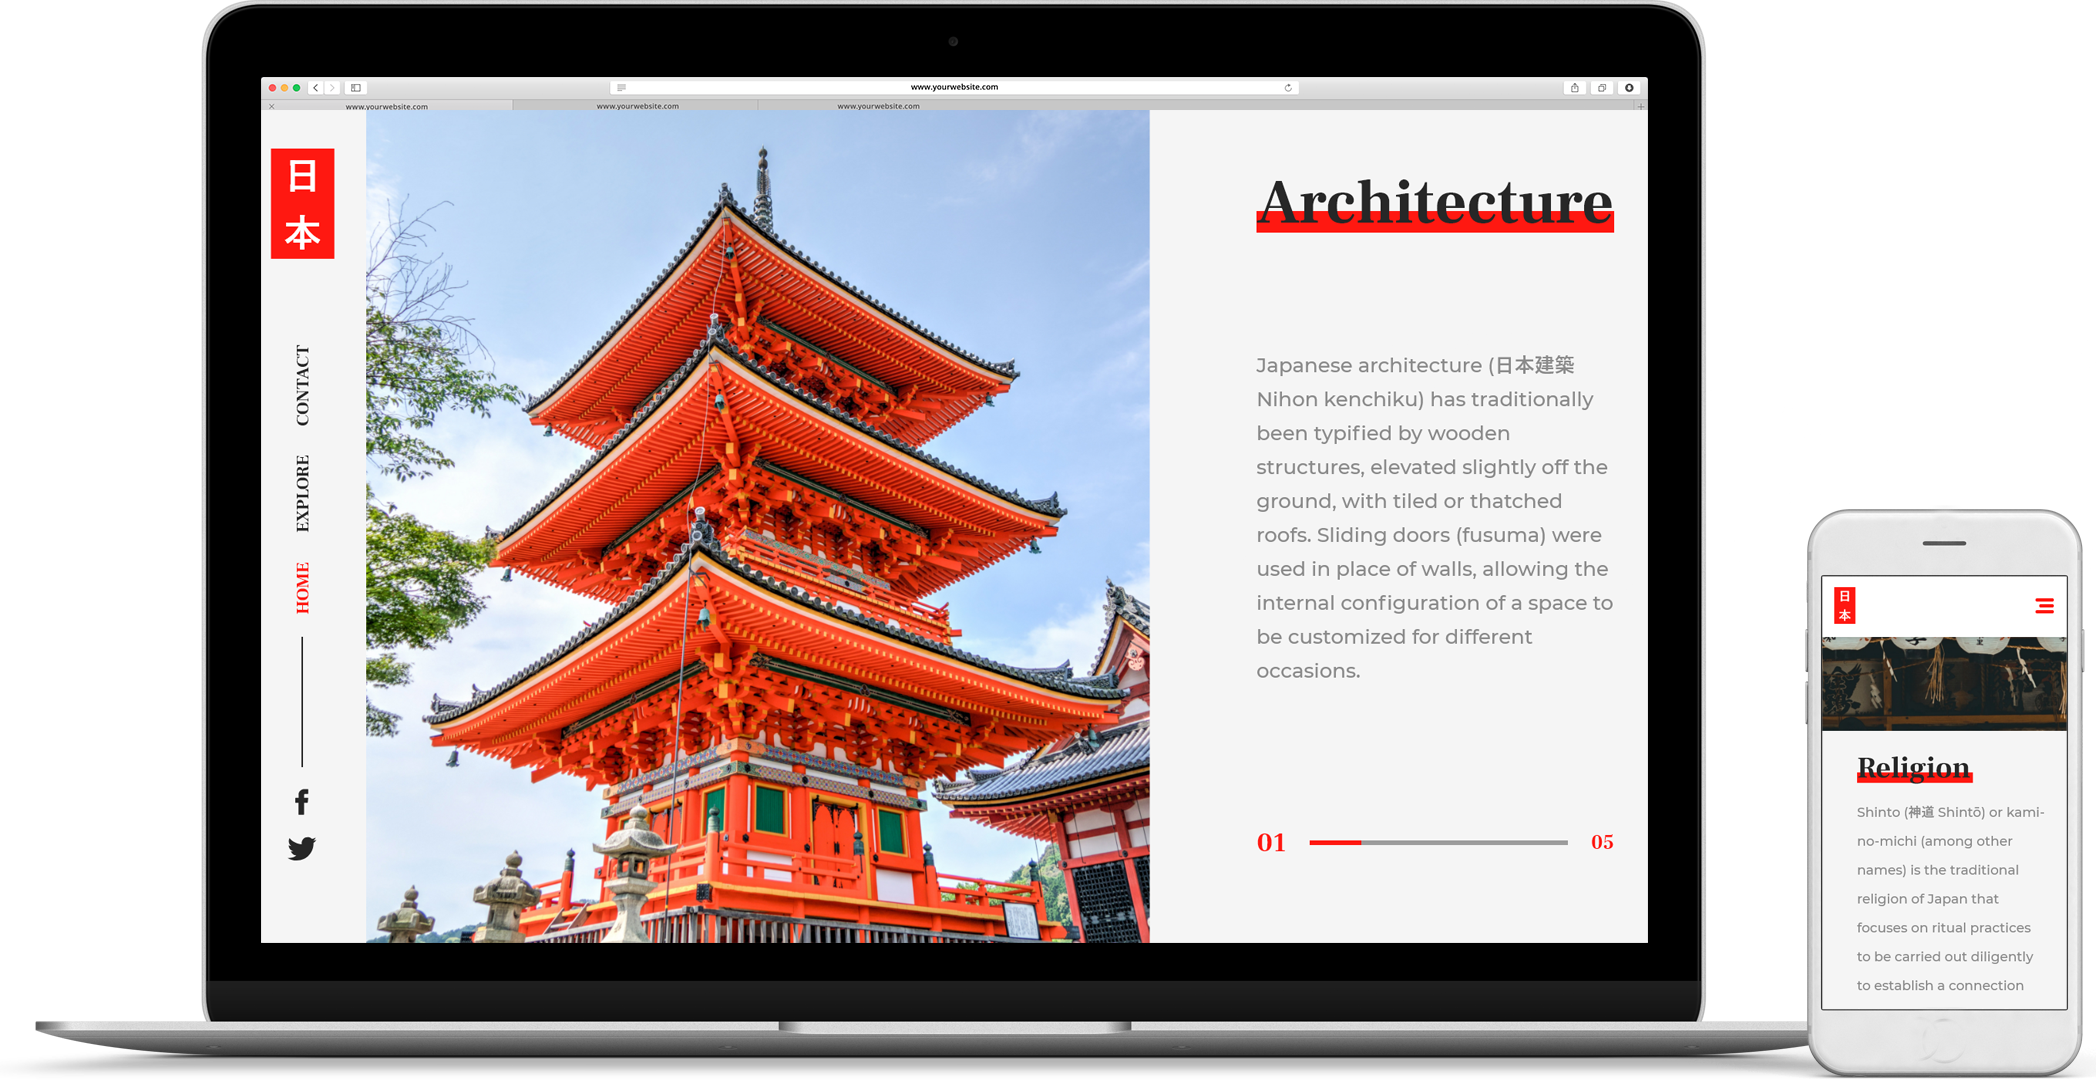 www.yourwebsite.com
www.yourwebsite.com
www.yourwebsite.com
www.yourwebsite.com
日
本
CONTACT
EXPLORE
HOME
Architecture
Japanese architecture (日本建築
Nihon kenchiku) has traditionally
been typified by wooden
structures, elevated slightly off the
ground, with tiled or thatched
roofs. Sliding doors (fusuma) were
used in place of walls, allowing the
internal configuration of a space to
be customized for different
occasions.
01
05
日
本
Religion
Shinto (神道 Shintō) or kami-
no-michi (among other
names) is the traditional
religion of Japan that
focuses on ritual practices
to be carried out diligently
to establish a connection